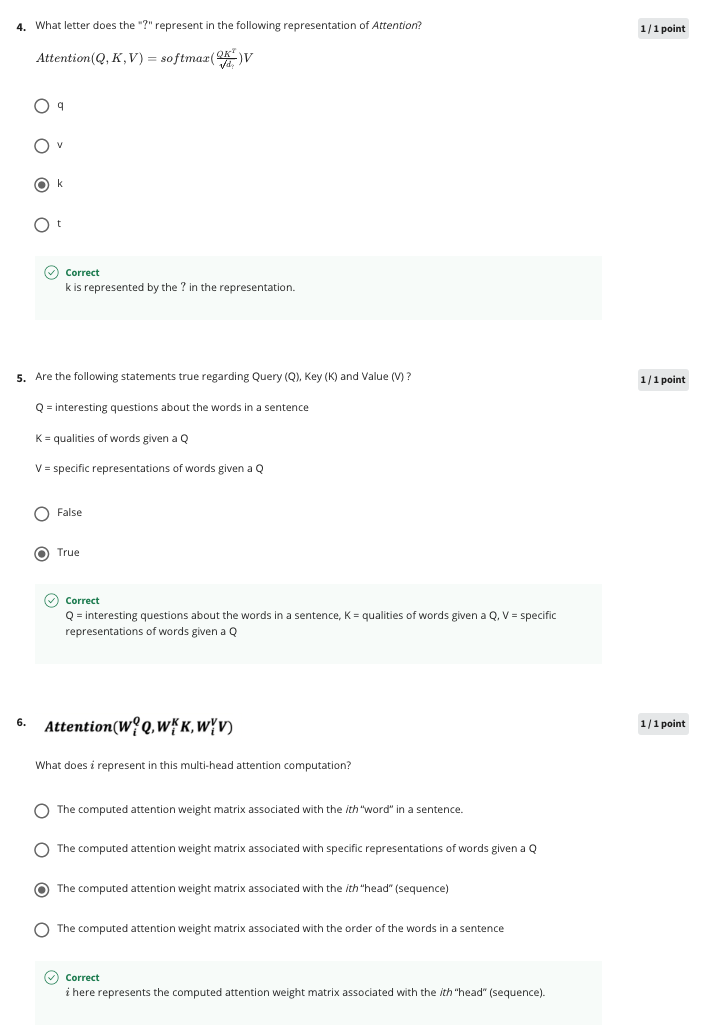 4. What letter does the "?" represent in the following representation of Attention?
1 / 1 point
Attention(Q, K, V) = softmax(\frac{QK^T}{\sqrt{d_?}})V
q
v
k
t
Correct
k is represented by the ? in the representation.
5. Are the following statements true regarding Query (Q), Key (K) and Value (V) ?
1 / 1 point
Q = interesting questions about the words in a sentence
K = qualities of words given a Q
V = specific representations of words given a Q
False
True
Correct
Q = interesting questions about the words in a sentence, K = qualities of words given a Q, V = specific
representations of words given a Q
6. Attention(W_i^Q Q, W_i^K K, W_i^V V)
1 / 1 point
What does i represent in this multi-head attention computation?
The computed attention weight matrix associated with the ith "word" in a sentence.
The computed attention weight matrix associated with specific representations of words given a Q
The computed attention weight matrix associated with the ith "head" (sequence)
The computed attention weight matrix associated with the order of the words in a sentence
Correct
i here represents the computed attention weight matrix associated with the ith "head" (sequence).